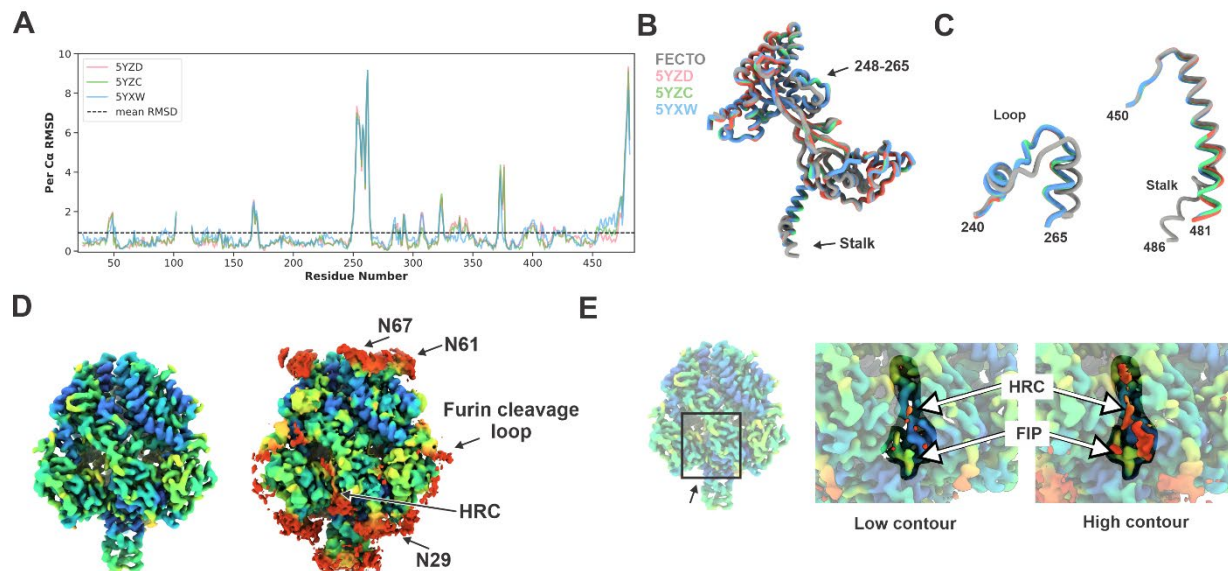 A
10
8
6
4
2
0
Per Cα RMSD
5YZD
5YZC
5YXW
mean RMSD
50
100
150
200
250
300
350
400
450
Residue Number
B
FECTO
5YZD
5YZC
5YXW
248-265
Stalk
C
450
Loop
Stalk
240
265
486
481
D
N67
N61
Furin cleavage
loop
HRC
N29
E
HRC
FIP
Low contour
High contour